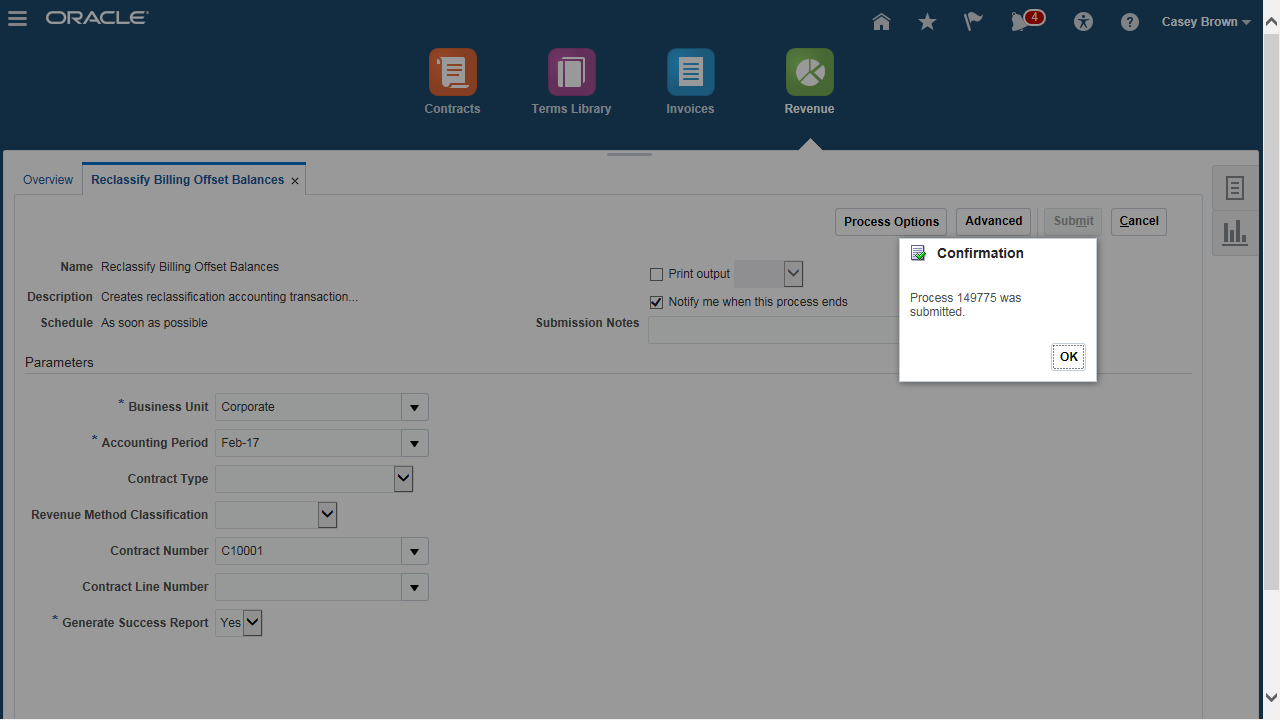 ORACLE
4
Casey Brown
Contracts
Terms Library
Invoices
Revenue
Overview
Reclassify Billing Offset Balances
Process Options
Advanced
Submit
Cancel
Name Reclassify Billing Offset Balances
Print output
Description Creates reclassification accounting transaction...
Notify me when this process ends
Schedule As soon as possible
Submission Notes
Confirmation
Process 149775 was
submitted.
OK
Parameters
* Business Unit Corporate
* Accounting Period Feb-17
Contract Type
Revenue Method Classification
Contract Number C10001
Contract Line Number
* Generate Success Report Yes